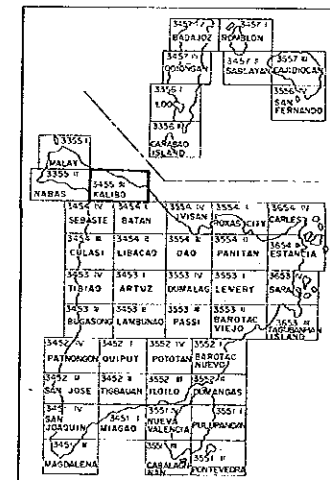 3457 I
BADAJOZ ROMBLON
3457 IV 3457 II 3557 III
ODIONGAN SASLAYAN CAJIDIOCAN
3356 I 3556 IV
LOOC SAN
FERNANDO
3356 II
CARABAO
ISLAND
3355 I
MALAY
3355 II 3455 III
NABAS KALIBO
3454 IV 3454 I 3554 IV 3654 IV
SEBASTE BATAN IVISAN ROXAS CITY CARLES
3454 III 3454 II 3554 III 3554 II 3654 III
CULASI LIBACAO DAO PANITAN ESTANCIA
3453 IV 3453 I 3553 IV 3553 I 3653 IV
TIBIAO ARTUZ DUMALAG LEMERY SARA
3453 III 3453 II 3553 III 3553 II 3653 III
BUGASONG LAMBUNAO PASSI BAROTAC VIEJO TAGUBANHAN
ISLAND
3452 IV 3452 I 3552 IV 3552 I
PATNONGON QUIPUT POTOTAN BAROTAC
NUEVO
3452 III 3452 II 3552 III 3552 II
SAN JOSE TIGBAUAN ILOILO DUMANGAS
3451 IV 3451 I 3551 IV 3551 I
SAN
JOAQUIN MIAGAO NUEVA
VALENCIA PULUPANDAN
3451 III 3551 III 3551 II
MAGDALENA CABALAGNAN PONTEVEDRA